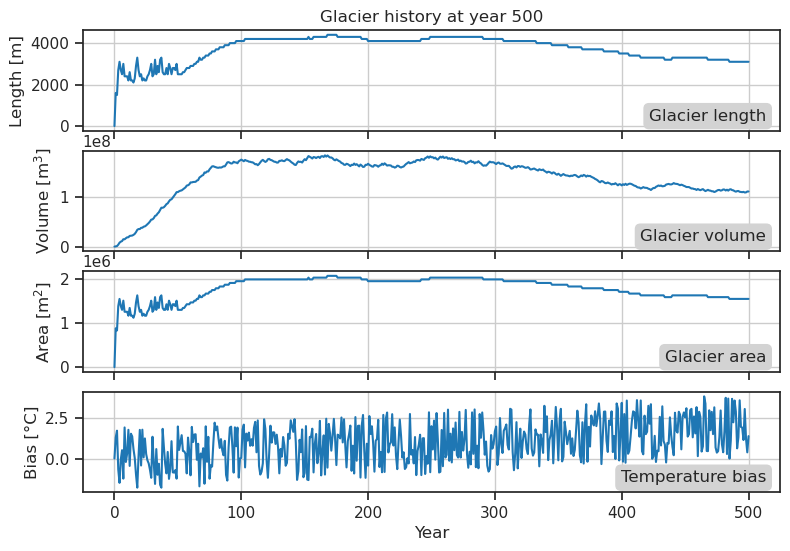 Glacier history at year 500
Length [m]
4000
2000
0
Glacier length
1e8
Volume [m³]
1
0
Glacier volume
1e6
Area [m²]
2
1
0
Glacier area
Bias [°C]
2.5
0.0
Temperature bias
0 100 200 300 400 500
Year